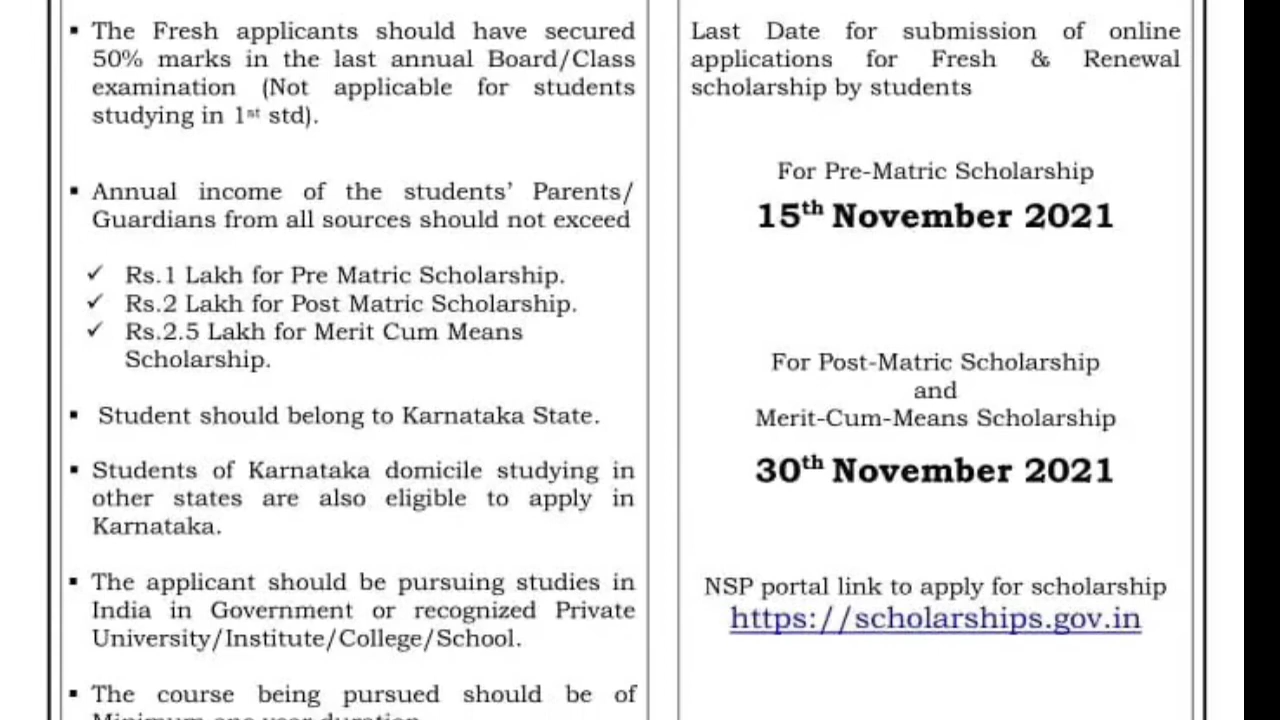 ▪ The Fresh applicants should have secured
50% marks in the last annual Board/Class
examination (Not applicable for students
studying in 1st std).
▪ Annual income of the students’ Parents/
Guardians from all sources should not exceed
✓ Rs.1 Lakh for Pre Matric Scholarship.
✓ Rs.2 Lakh for Post Matric Scholarship.
✓ Rs.2.5 Lakh for Merit Cum Means
Scholarship.
▪ Student should belong to Karnataka State.
▪ Students of Karnataka domicile studying in
other states are also eligible to apply in
Karnataka.
▪ The applicant should be pursuing studies in
India in Government or recognized Private
University/Institute/College/School.
▪ The course being pursued should be of
Minimum one year duration
Last Date for submission of online
applications for Fresh & Renewal
scholarship by students
For Pre-Matric Scholarship
15th November 2021
For Post-Matric Scholarship
and
Merit-Cum-Means Scholarship
30th November 2021
NSP portal link to apply for scholarship
https://scholarships.gov.in